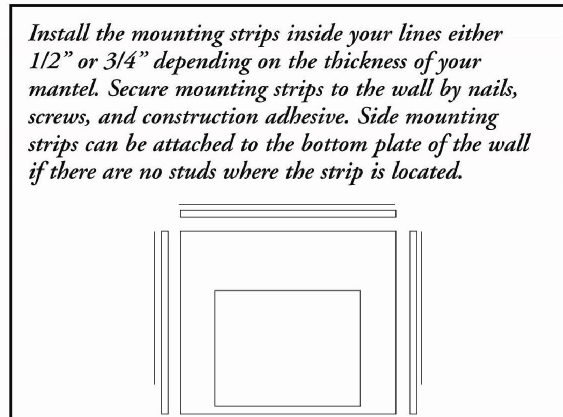 Install the mounting strips inside your lines either
1/2” or 3/4” depending on the thickness of your
mantel. Secure mounting strips to the wall by nails,
screws, and construction adhesive. Side mounting
strips can be attached to the bottom plate of the wall
if there are no studs where the strip is located.